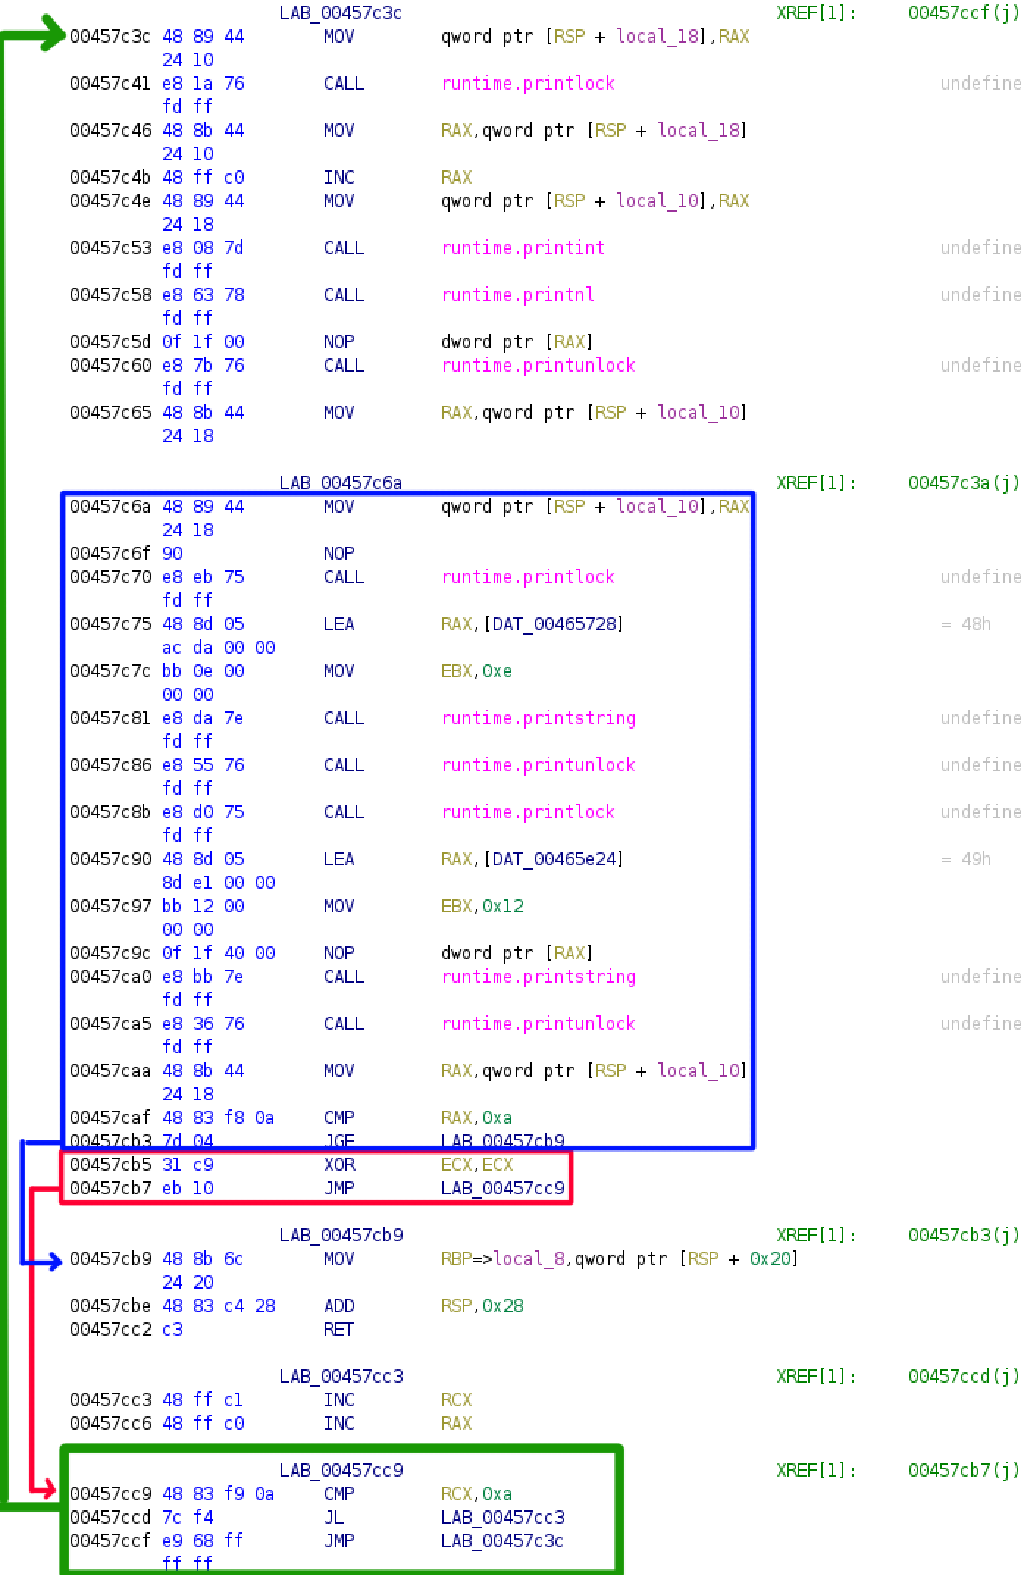 LAB_00457c3c XREF[1]: 00457ccf(j)
00457c3c 48 89 44 MOV qword ptr [RSP + local_18],RAX
24 10
00457c41 e8 1a 76 CALL runtime.printlock undefine
fd ff
00457c46 48 8b 44 MOV RAX,qword ptr [RSP + local_18]
24 10
00457c4b 48 ff c0 INC RAX
00457c4e 48 89 44 MOV qword ptr [RSP + local_10],RAX
24 18
00457c53 e8 08 7d CALL runtime.printint undefine
fd ff
00457c58 e8 63 78 CALL runtime.printnl undefine
fd ff
00457c5d 0f 1f 00 NOP dword ptr [RAX]
00457c60 e8 7b 76 CALL runtime.printunlock undefine
fd ff
00457c65 48 8b 44 MOV RAX,qword ptr [RSP + local_10]
24 18
LAB_00457c6a XREF[1]: 00457c3a(j)
00457c6a 48 89 44 MOV qword ptr [RSP + local_10],RAX
24 18
00457c6f 90 NOP
00457c70 e8 eb 75 CALL runtime.printlock undefine
fd ff
00457c75 48 8d 05 LEA RAX,[DAT_00465728] = 48h
ac da 00 00
00457c7c bb 0e 00 MOV EBX,0xe
00 00
00457c81 e8 da 7e CALL runtime.printstring undefine
fd ff
00457c86 e8 55 76 CALL runtime.printunlock undefine
fd ff
00457c8b e8 d0 75 CALL runtime.printlock undefine
fd ff
00457c90 48 8d 05 LEA RAX,[DAT_00465e24] = 49h
8d e1 00 00
00457c97 bb 12 00 MOV EBX,0x12
00 00
00457c9c 0f 1f 40 00 NOP dword ptr [RAX]
00457ca0 e8 bb 7e CALL runtime.printstring undefine
fd ff
00457ca5 e8 36 76 CALL runtime.printunlock undefine
fd ff
00457caa 48 8b 44 MOV RAX,qword ptr [RSP + local_10]
24 18
00457caf 48 83 f8 0a CMP RAX,0xa
00457cb3 7d 04 JGE LAB_00457cb9
00457cb5 31 c9 XOR ECX,ECX
00457cb7 eb 10 JMP LAB_00457cc9
LAB_00457cb9 XREF[1]: 00457cb3(j)
00457cb9 48 8b 6c MOV RBP=>local_8,qword ptr [RSP + 0x20]
24 20
00457cbe 48 83 c4 28 ADD RSP,0x28
00457cc2 c3 RET
LAB_00457cc3 XREF[1]: 00457ccd(j)
00457cc3 48 ff c1 INC RCX
00457cc6 48 ff c0 INC RAX
LAB_00457cc9 XREF[1]: 00457cb7(j)
00457cc9 48 83 f9 0a CMP RCX,0xa
00457ccd 7c f4 JL LAB_00457cc3
00457ccf e9 68 ff JMP LAB_00457c3c
ff ff